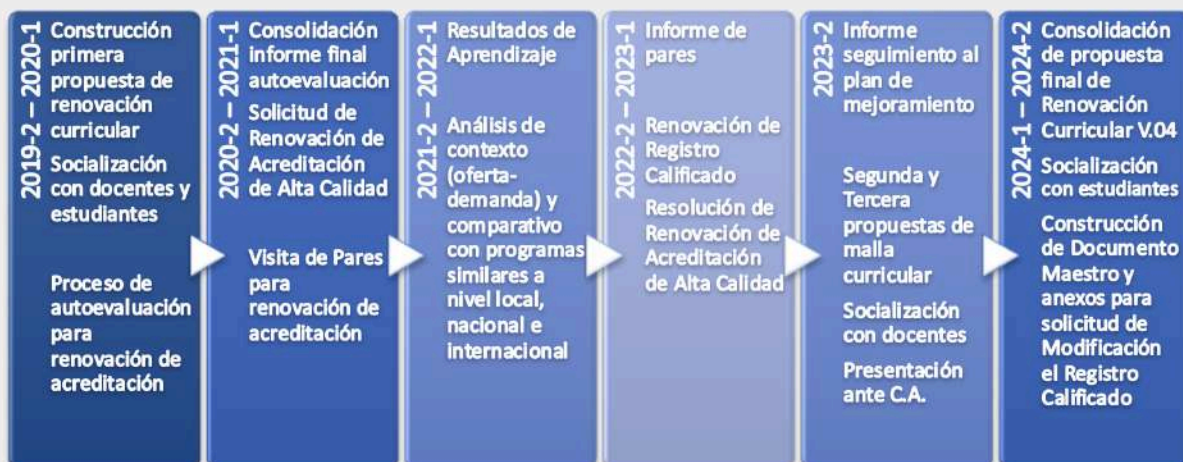 2019-2 – 2020-1
Construcción
primera
propuesta de
renovación
curricular
Socialización
con docentes y
estudiantes
Proceso de
autoevaluación
para
renovación de
acreditación
2020-2 – 2021-1
Consolidación
informe final
autoevaluación
Solicitud de
Renovación de
Acreditación
de Alta Calidad
Visita de Pares
para
renovación de
acreditación
2021-2 – 2022-1
Resultados de
Aprendizaje
Análisis de
contexto
(oferta-
demanda) y
comparativo
con programas
similares a
nivel local,
nacional e
internacional
2022-2 – 2023-1
Informe de
pares
Renovación de
Registro
Calificado
Resolución de
Renovación de
Acreditación
de Alta Calidad
2023-2
Informe
seguimiento al
plan de
mejoramiento
Segunda y
Tercera
propuestas de
malla
curricular
Socialización
con docentes
Presentación
ante C.A.
2024-1 – 2024-2
Consolidación
de propuesta
final de
Renovación
Curricular V.04
Socialización
con estudiantes
Construcción
de Documento
Maestro y
anexos para
solicitud de
Modificación
el Registro
Calificado